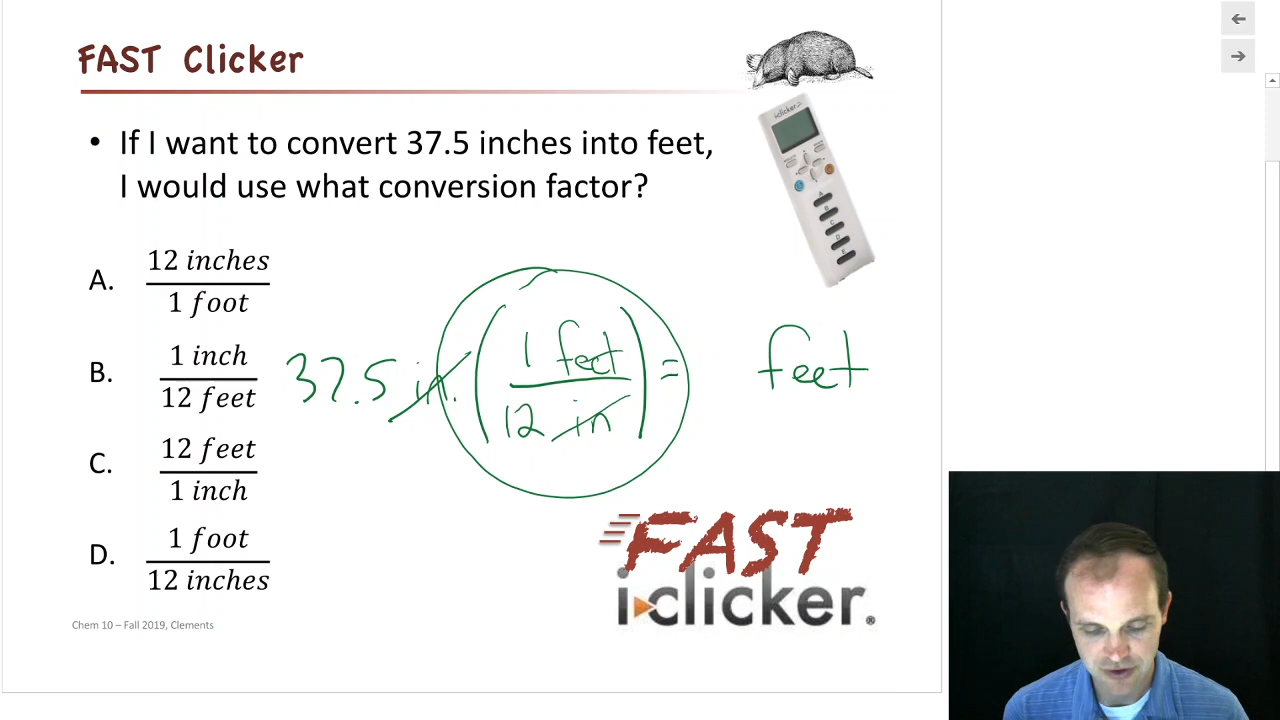 FAST Clicker
• If I want to convert 37.5 inches into feet,
I would use what conversion factor?
A. 12 inches
1 foot
B. 1 inch
12 feet
C. 12 feet
1 inch
D. 1 foot
12 inches
37.5 in. ( 1 feet / 12 in ) = feet
iclicker
A
B
C
D
E
FAST
i>clicker.®
Chem 10 – Fall 2019, Clements